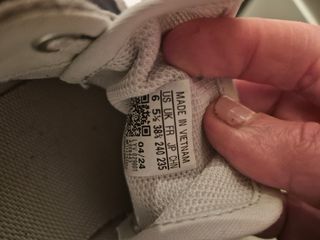 MADE IN VIETNAM
US UK FR JP CHN
6 5½ 38⅔ 240 235
04/24